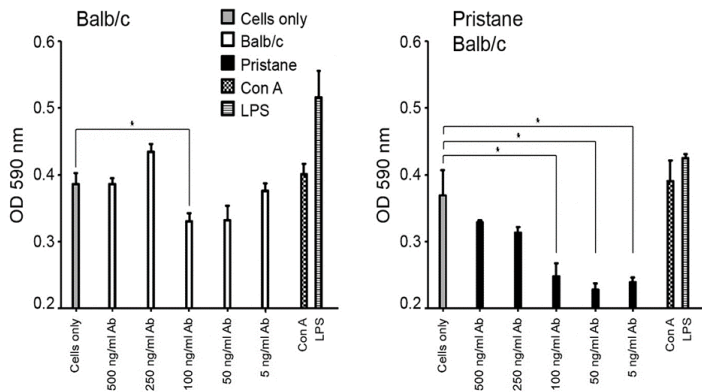 Balb/c
Cells only
Balb/c
Pristane
Con A
LPS
0.6
0.5
0.4
0.3
0.2
OD 590 nm
*
Cells only
500 ng/ml Ab
250 ng/ml Ab
100 ng/ml Ab
50 ng/ml Ab
5 ng/ml Ab
Con A
LPS
Pristane
Balb/c
0.6
0.5
0.4
0.3
0.2
OD 590 nm
*
*
*
Cells only
500 ng/ml Ab
250 ng/ml Ab
100 ng/ml Ab
50 ng/ml Ab
5 ng/ml Ab
Con A
LPS